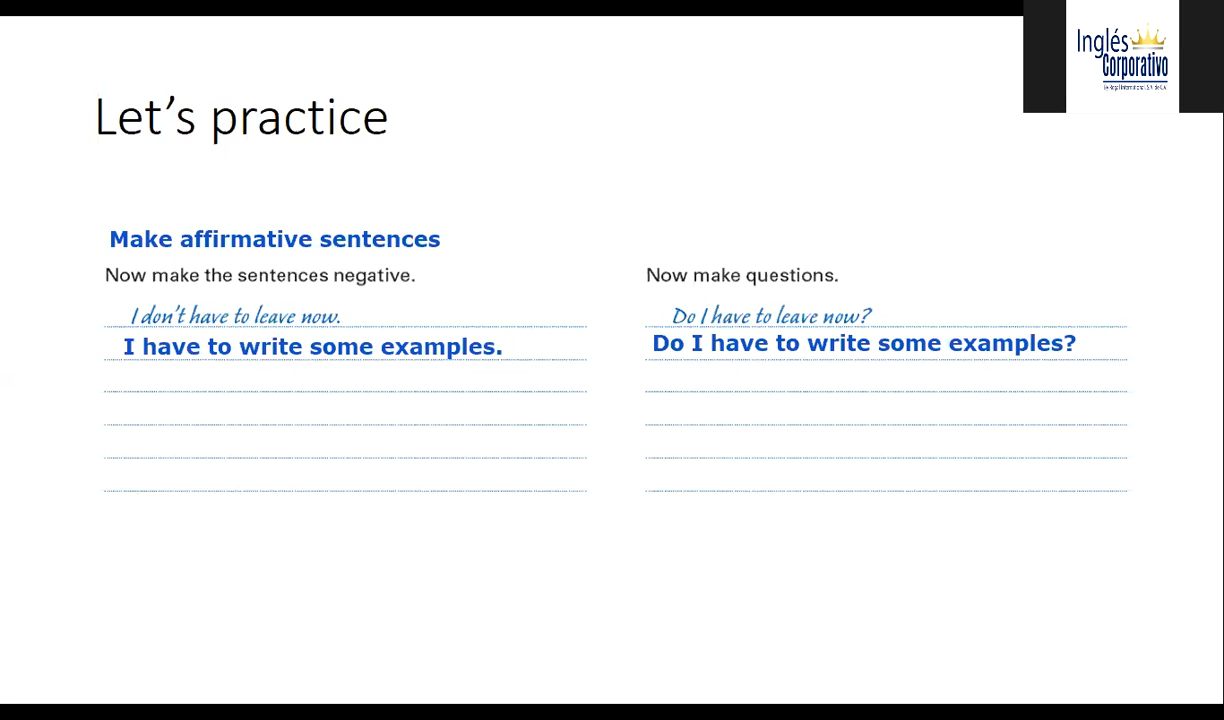 Inglés
Corporativo
Let's practice
Make affirmative sentences
Now make the sentences negative.
I don't have to leave now.
I have to write some examples.
Now make questions.
Do I have to leave now?
Do I have to write some examples?